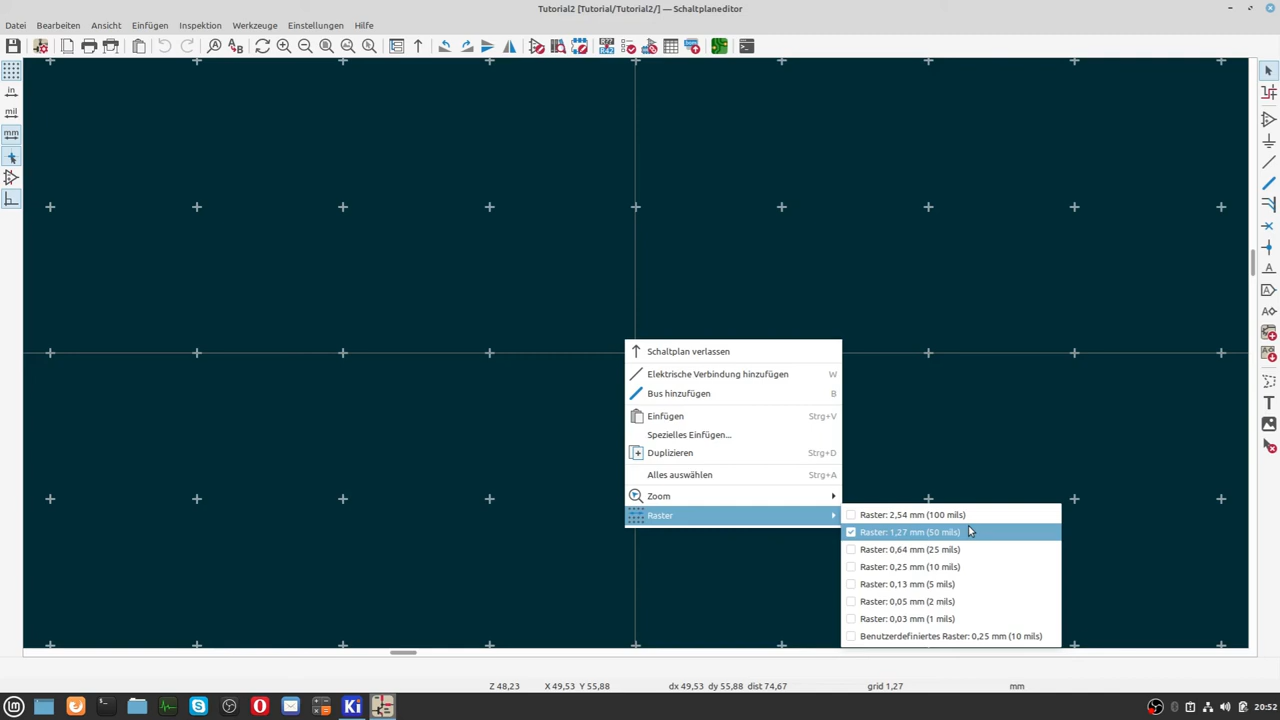 Tutorial2 [Tutorial/Tutorial2/] — Schaltplaneditor
Datei Bearbeiten Ansicht Einfügen Inspektion Werkzeuge Einstellungen Hilfe
in
mil
mm
Schaltplan verlassen
Elektrische Verbindung hinzufügen W
Bus hinzufügen B
Einfügen Strg+V
Spezielles Einfügen...
Duplizieren Strg+D
Alles auswählen Strg+A
Zoom
Raster
Raster: 2,54 mm (100 mils)
Raster: 1,27 mm (50 mils)
Raster: 0,64 mm (25 mils)
Raster: 0,25 mm (10 mils)
Raster: 0,13 mm (5 mils)
Raster: 0,05 mm (2 mils)
Raster: 0,03 mm (1 mils)
Benutzerdefiniertes Raster: 0,25 mm (10 mils)
Z 48,23 X 49,53 Y 55,88 dx 49,53 dy 55,88 dist 74,67 grid 1,27 mm
Ki
20:52